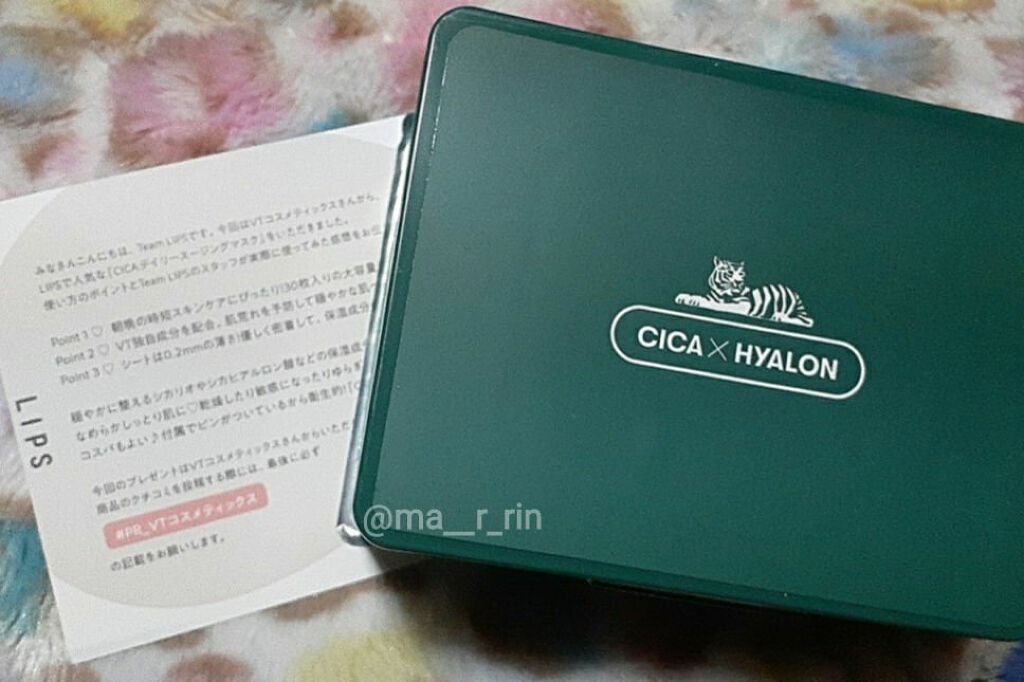 みなさんこんにちは、Team LIPSです。今回はVTコスメティックスさんから、
LIPSで人気な「CICAデイリースージングマスク」をいただきました。
使い方のポイントとTeam LIPSのスタッフが実際に使ってみた感想をお伝
Point 1 ♡ 朝晩の時短スキンケアにぴったり!30枚入りの大容量
Point 2 ♡ VT独自成分を配合。肌荒れを予防して穏やかな肌へ
Point 3 ♡ シートは0.2mmの薄さ!優しく密着して、保湿成分
穏やかに整えるシカリオやシカヒアルロン酸などの保湿成
なめらかしっとり肌に♡乾燥したり敏感になったりゆらぎ
コスパもよい♪付属でピンがついているから衛生的!「C
今回のプレゼントはVTコスメティックスさんからいただ
商品のクチコミを投稿する際には、最後に必ず
#PR_VTコスメティックス
の記載をお願いします。
LIPS
CICA×HYALON
@ma__r_rin